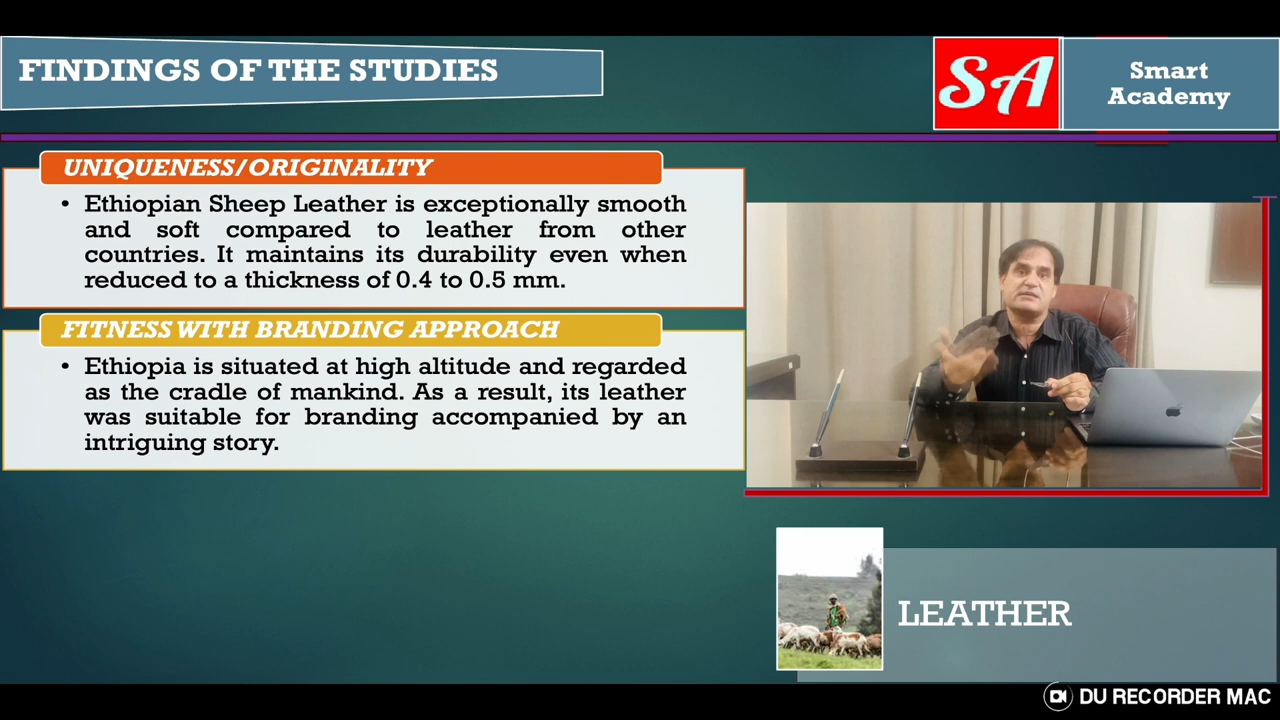 FINDINGS OF THE STUDIES
SA
Smart
Academy
UNIQUENESS/ORIGINALITY
• Ethiopian Sheep Leather is exceptionally smooth
and soft compared to leather from other
countries. It maintains its durability even when
reduced to a thickness of 0.4 to 0.5 mm.
FITNESS WITH BRANDING APPROACH
• Ethiopia is situated at high altitude and regarded
as the cradle of mankind. As a result, its leather
was suitable for branding accompanied by an
intriguing story.
LEATHER
DU RECORDER MAC